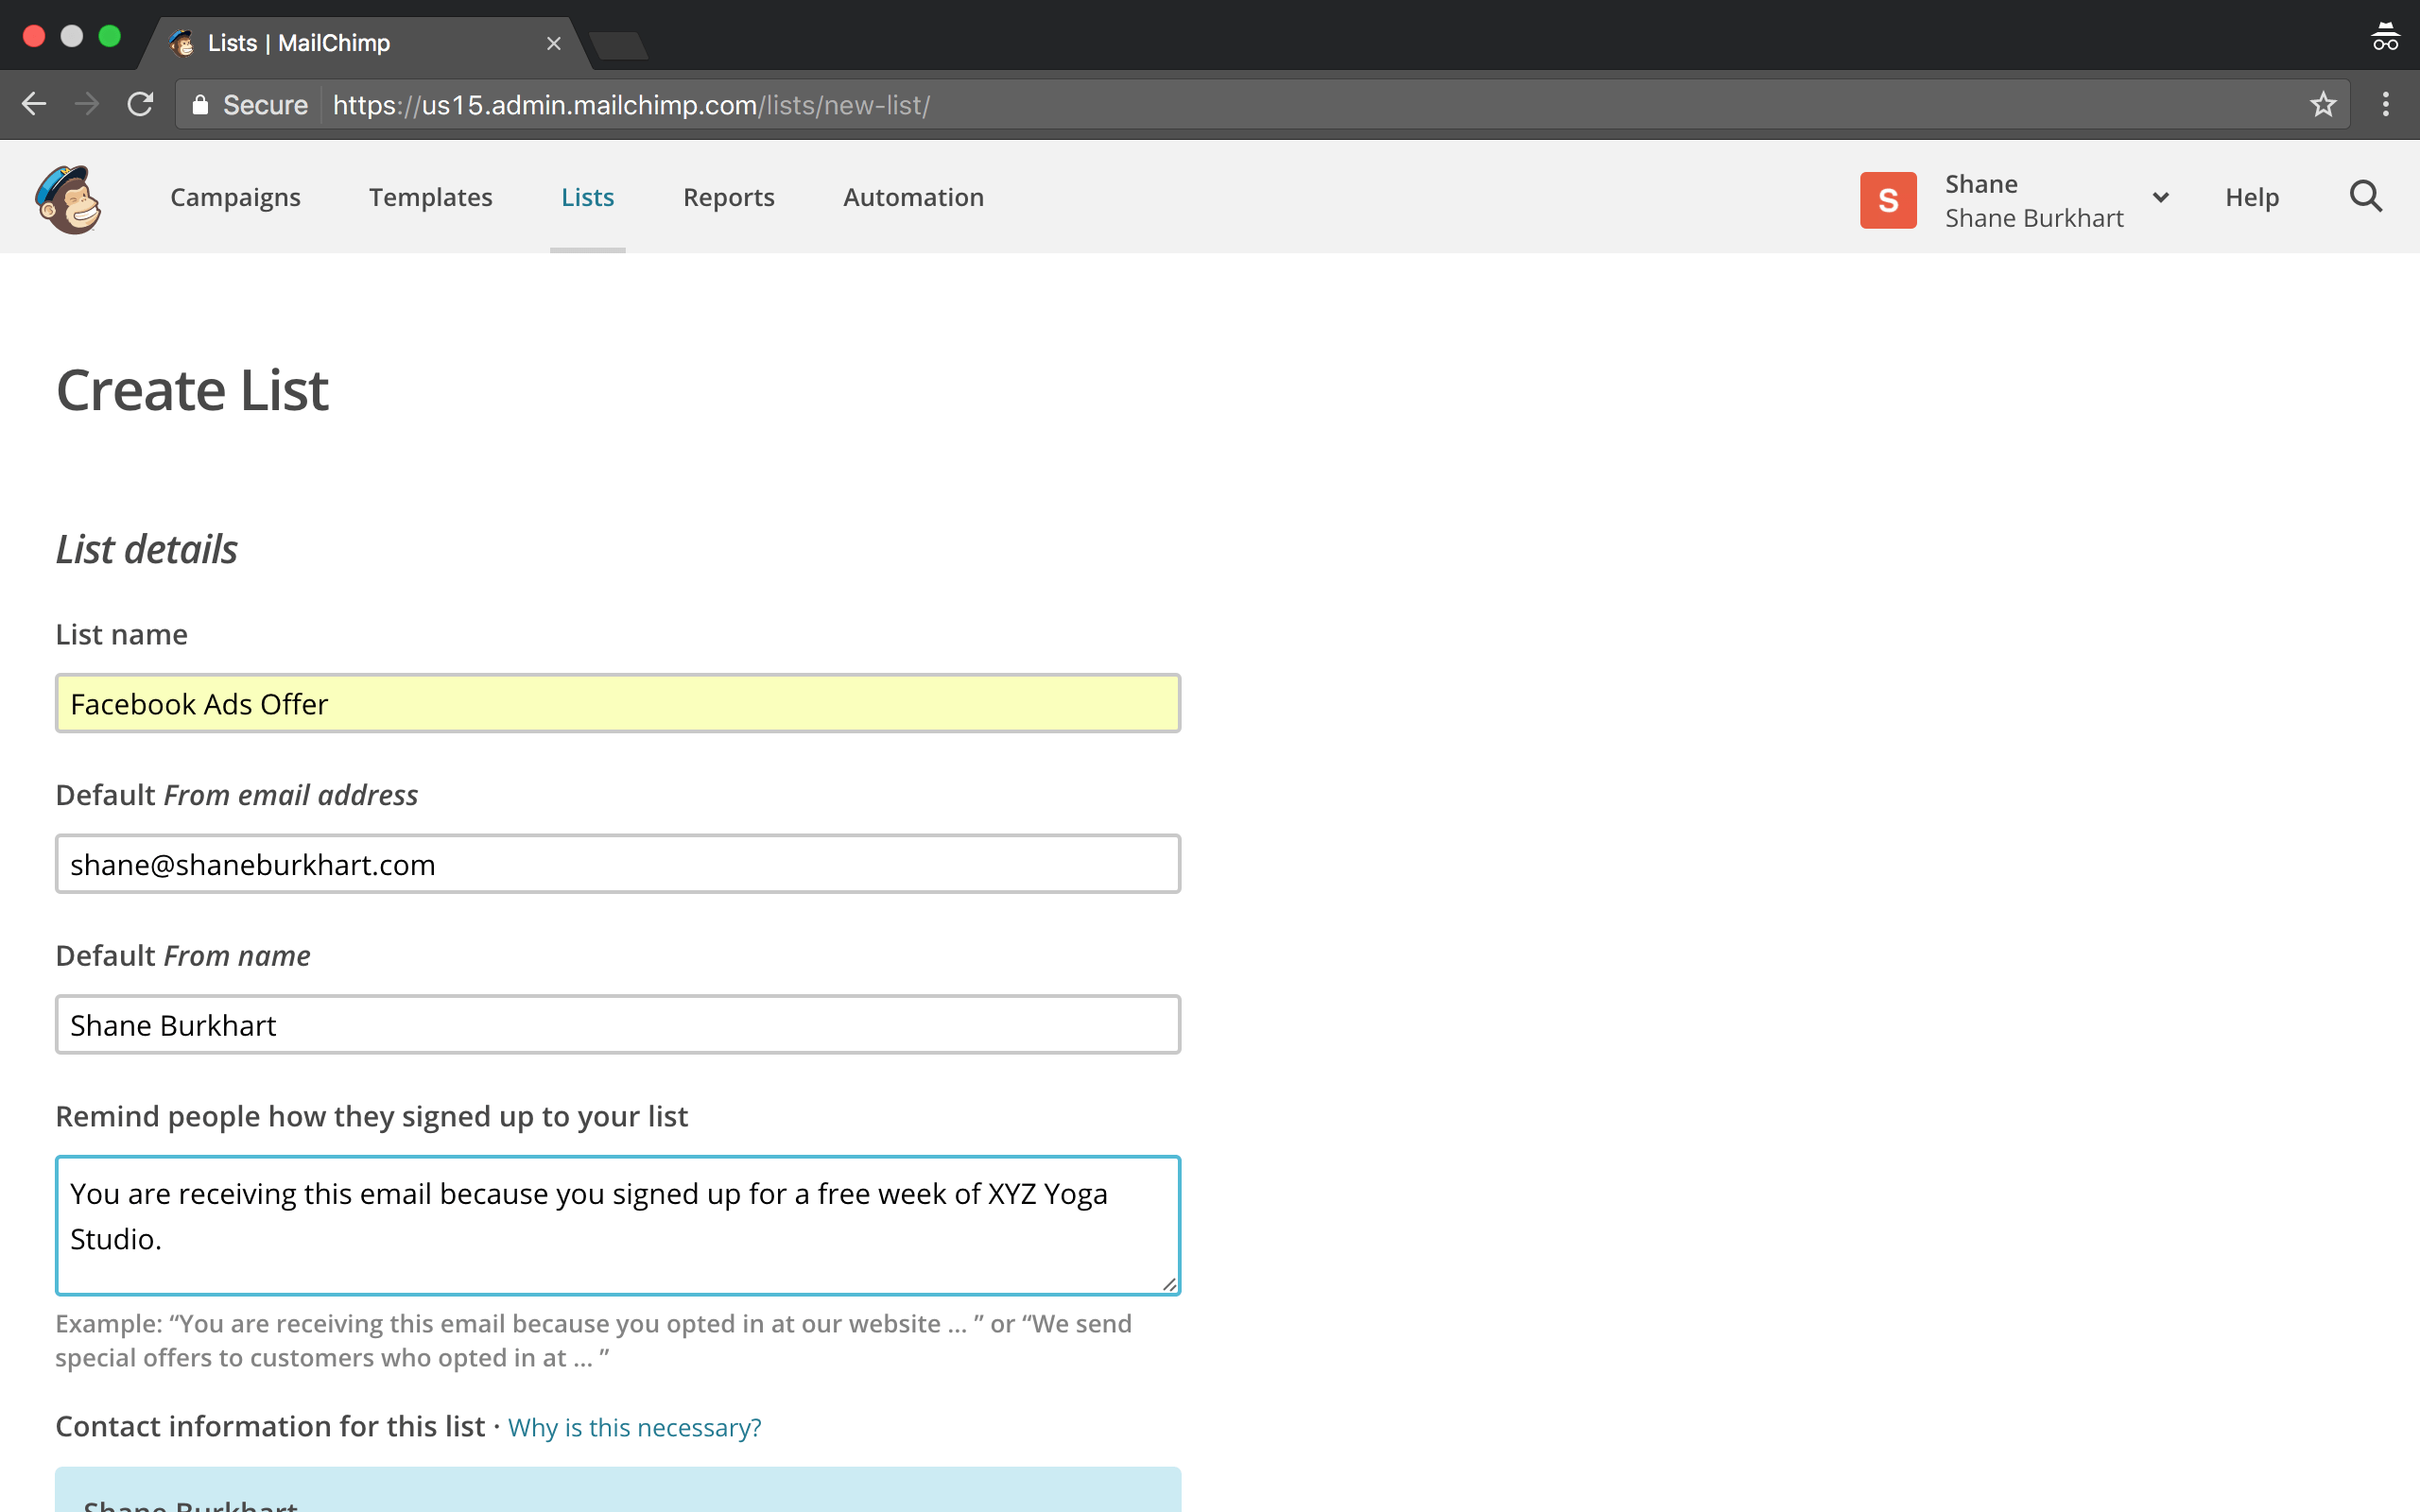 Lists | MailChimp
Secure https://us15.admin.mailchimp.com/lists/new-list/
Campaigns Templates Lists Reports Automation S Shane Shane Burkhart Help
Create List
List details
List name
Facebook Ads Offer
Default From email address
shane@shaneburkhart.com
Default From name
Shane Burkhart
Remind people how they signed up to your list
You are receiving this email because you signed up for a free week of XYZ Yoga
Studio.
Example: “You are receiving this email because you opted in at our website ... ” or “We send
special offers to customers who opted in at ... ”
Contact information for this list · Why is this necessary?
Shane Burkhart